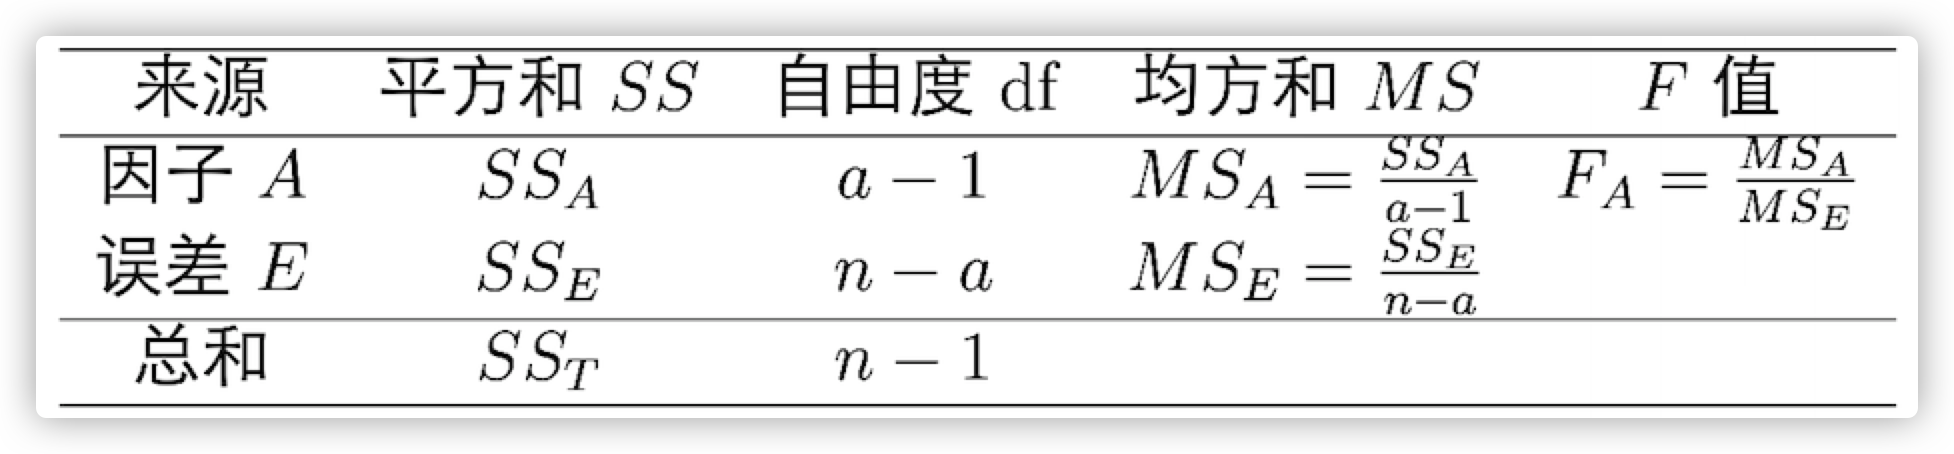 来源 平方和 SS 自由度 df 均方和 MS F 值
因子 A SS_A a − 1 MS_A = \frac{SS_A}{a−1} F_A = \frac{MS_A}{MS_E}
误差 E SS_E n − a MS_E = \frac{SS_E}{n−a}
总和 SS_T n − 1